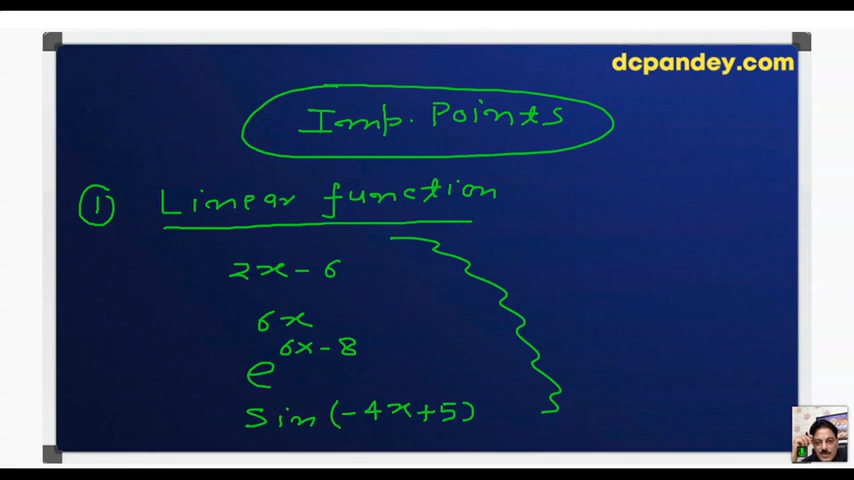 dcpandey.com
Imp. Points
① Linear function
2x - 6
6x
e^{6x-8}
sin(-4x+5)